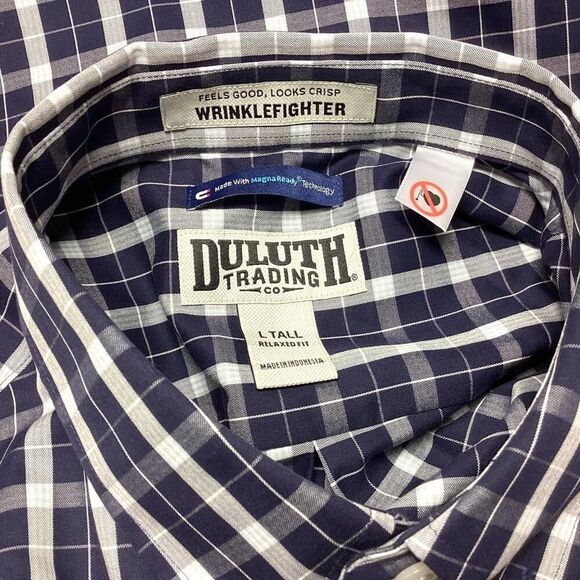 FEELS GOOD, LOOKS CRISP
WRINKLEFIGHTER
Made With MagnaReady® Technology
DULUTH
TRADING
CO ®
L TALL
RELAXED FIT
MADE IN INDONESIA